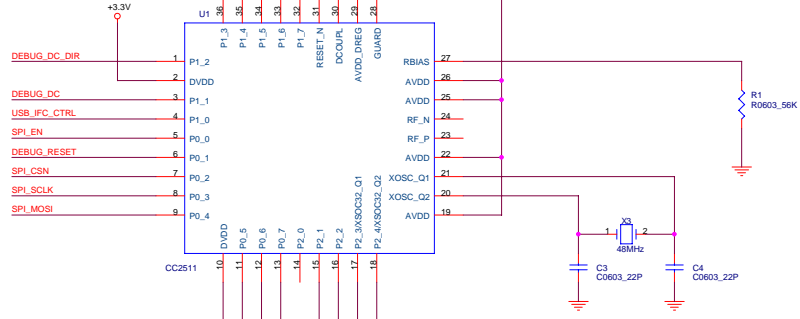 +3.3V
U1
36 35 34 33 32 31 30 29 28
P1_3 P1_4 P1_5 P1_6 P1_7 RESET_N DCOUPL AVDD_DREG GUARD
DEBUG_DC_DIR 1 P1_2 RBIAS 27
2 DVDD AVDD 26
DEBUG_DC 3 P1_1 AVDD 25
USB_IFC_CTRL 4 P1_0 RF_N 24
SPI_EN 5 P0_0 RF_P 23
DEBUG_RESET 6 P0_1 AVDD 22
SPI_CSN 7 P0_2 XOSC_Q1 21
SPI_SCLK 8 P0_3 XOSC_Q2 20
SPI_MOSI 9 P0_4 AVDD 19
DVDD P0_5 P0_6 P0_7 P2_0 P2_1 P2_2 P2_3/XSOC32_Q1 P2_4/XSOC32_Q2
10 11 12 13 14 15 16 17 18
CC2511
R1
R0603_56K
X3
1 2
48MHz
C3
C0603_22P
C4
C0603_22P